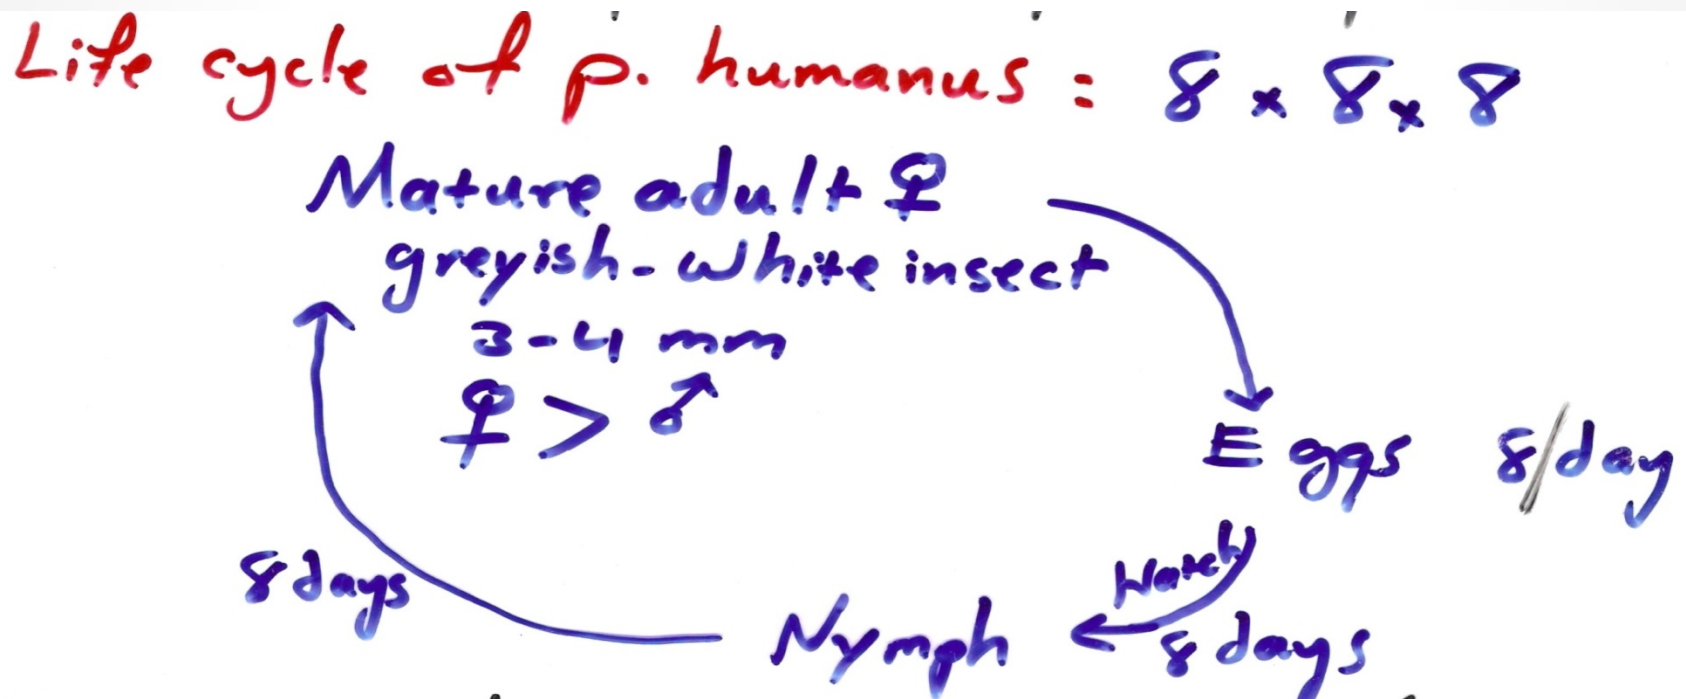 Life cycle of p. humanus : 8 x 8 x 8
Mature adult ♀
greyish-white insect
3-4 mm
♀ > ♂
Eggs 8/day
Hatch
8 days
Nymph
8 days